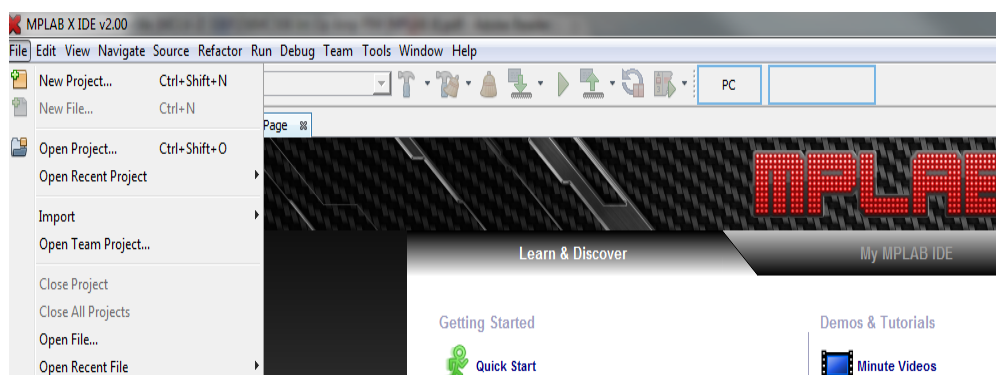 MPLAB X IDE v2.00
File Edit View Navigate Source Refactor Run Debug Team Tools Window Help
New Project... Ctrl+Shift+N
New File... Ctrl+N
PC
Page
Open Project... Ctrl+Shift+O
Open Recent Project
MPLAB
Import
Open Team Project...
Learn & Discover My MPLAB IDE
Close Project
Close All Projects
Getting Started Demos & Tutorials
Open File...
Open Recent File
Quick Start Minute Videos